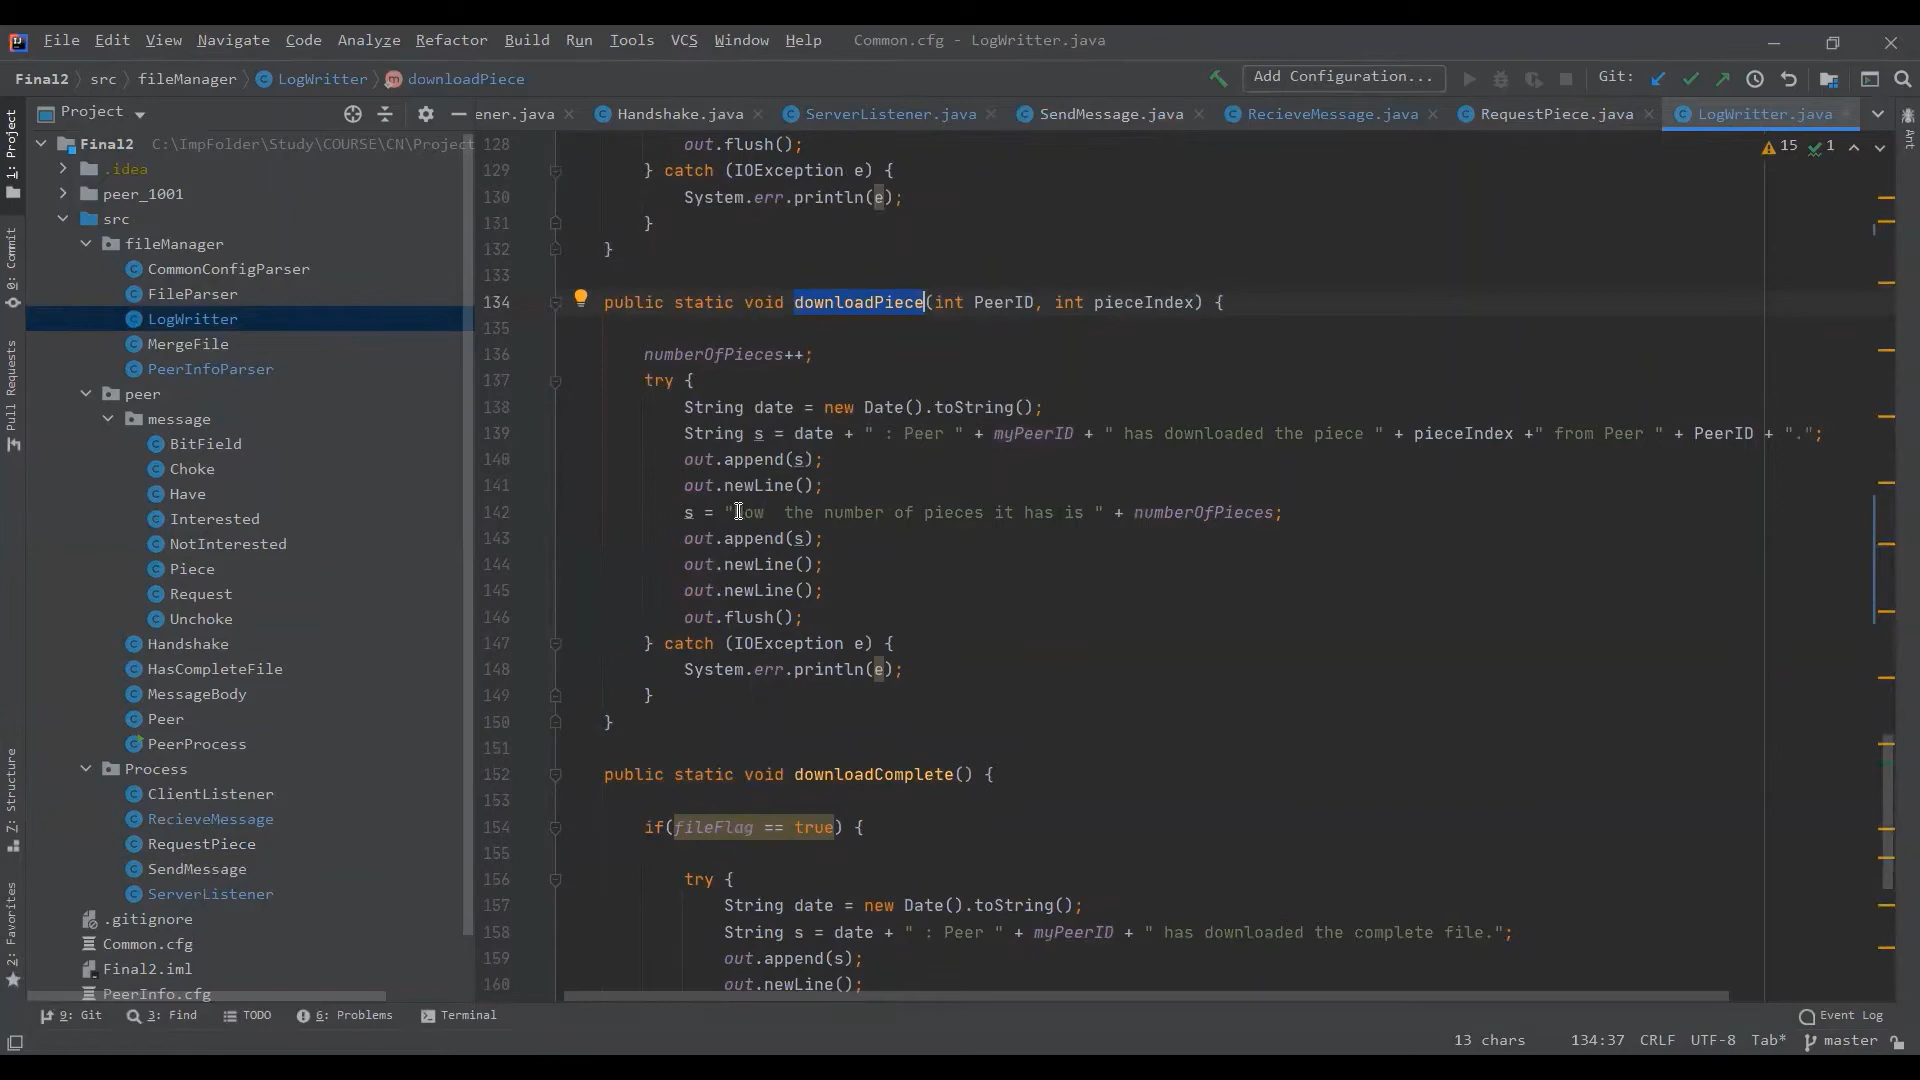 File Edit View Navigate Code Analyze Refactor Build Run Tools VCS Window Help Common.cfg - LogWritter.java
Final2 src fileManager LogWritter downloadPiece Add Configuration... Git:
1: Project
0: Commit
Pull Requests
Z: Structure
2: Favorites
Project
ener.java Handshake.java ServerListener.java SendMessage.java RecieveMessage.java RequestPiece.java LogWritter.java
Ant
Final2 C:\ImpFolder\Study\COURSE\CN\Project
.idea
peer_1001
src
fileManager
CommonConfigParser
FileParser
LogWritter
MergeFile
PeerInfoParser
peer
message
BitField
Choke
Have
Interested
NotInterested
Piece
Request
Unchoke
Handshake
HasCompleteFile
MessageBody
Peer
PeerProcess
Process
ClientListener
RecieveMessage
RequestPiece
SendMessage
ServerListener
.gitignore
Common.cfg
Final2.iml
PeerInfo.cfg
15 1
128 out.flush();
129 } catch (IOException e) {
130 System.err.println(e);
131 }
132 }
133
134 public static void downloadPiece(int PeerID, int pieceIndex) {
135
136 numberOfPieces++;
137 try {
138 String date = new Date().toString();
139 String s = date + " : Peer " + myPeerID + " has downloaded the piece " + pieceIndex +" from Peer " + PeerID + ".";
140 out.append(s);
141 out.newLine();
142 s = " the number of pieces it has is " + numberOfPieces;
143 out.append(s);
144 out.newLine();
145 out.newLine();
146 out.flush();
147 } catch (IOException e) {
148 System.err.println(e);
149 }
150 }
151
152 public static void downloadComplete() {
153
154 if(fileFlag == true) {
155
156 try {
157 String date = new Date().toString();
158 String s = date + " : Peer " + myPeerID + " has downloaded the complete file.";
159 out.append(s);
160 out.newLine();
9: Git 3: Find TODO 6: Problems Terminal Event Log
13 chars 134:37 CRLF UTF-8 Tab* master